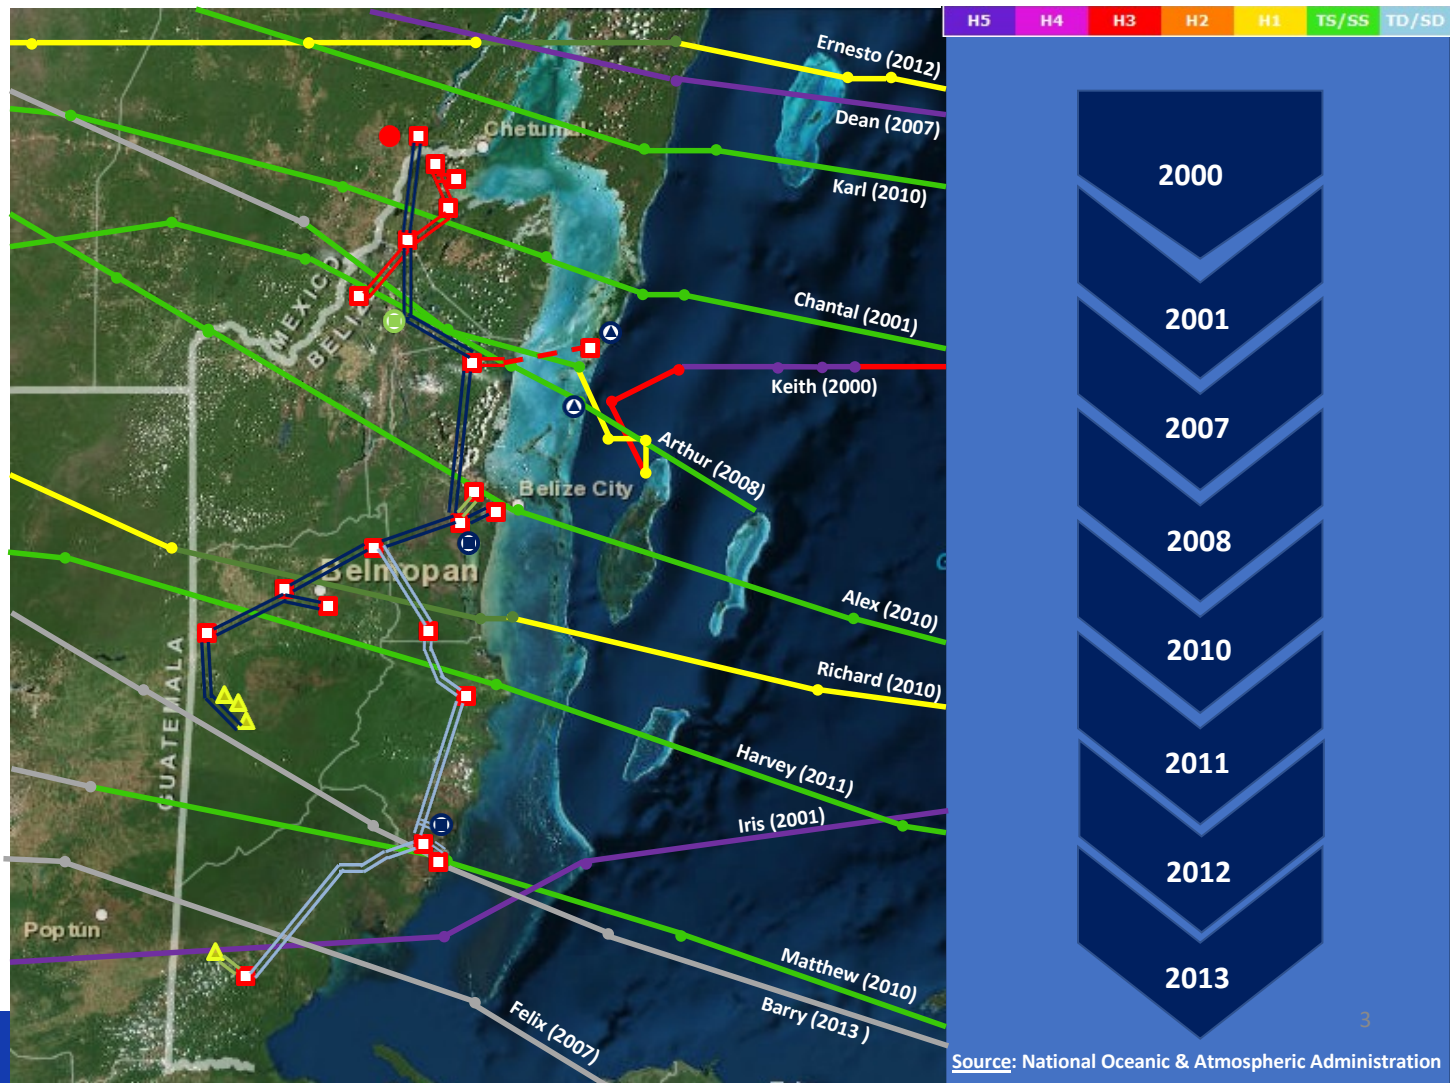 H5 H4 H3 H2 H1 TS/SS TD/SD
Ernesto (2012)
Dean (2007)
Chetumal
Karl (2010)
MEXICO
Chantal (2001)
Keith (2000)
Arthur (2008)
Belize City
Belmopan
Alex (2010)
Richard (2010)
GUATEMALA
Harvey (2011)
Iris (2001)
Poptún
Matthew (2010)
Barry (2013 )
Felix (2007)
2000
2001
2007
2008
2010
2011
2012
2013
3
Source: National Oceanic & Atmospheric Administration